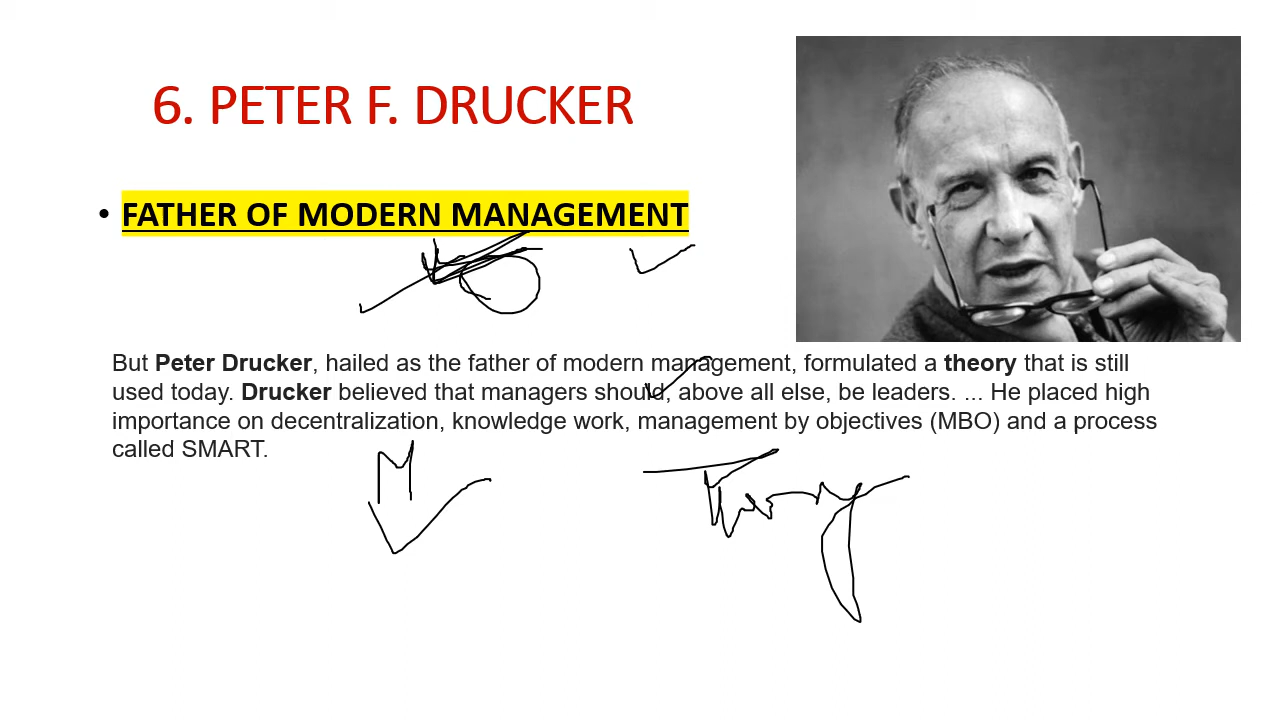 6. PETER F. DRUCKER
• FATHER OF MODERN MANAGEMENT
But Peter Drucker, hailed as the father of modern management, formulated a theory that is still
used today. Drucker believed that managers should, above all else, be leaders. ... He placed high
importance on decentralization, knowledge work, management by objectives (MBO) and a process
called SMART.
M